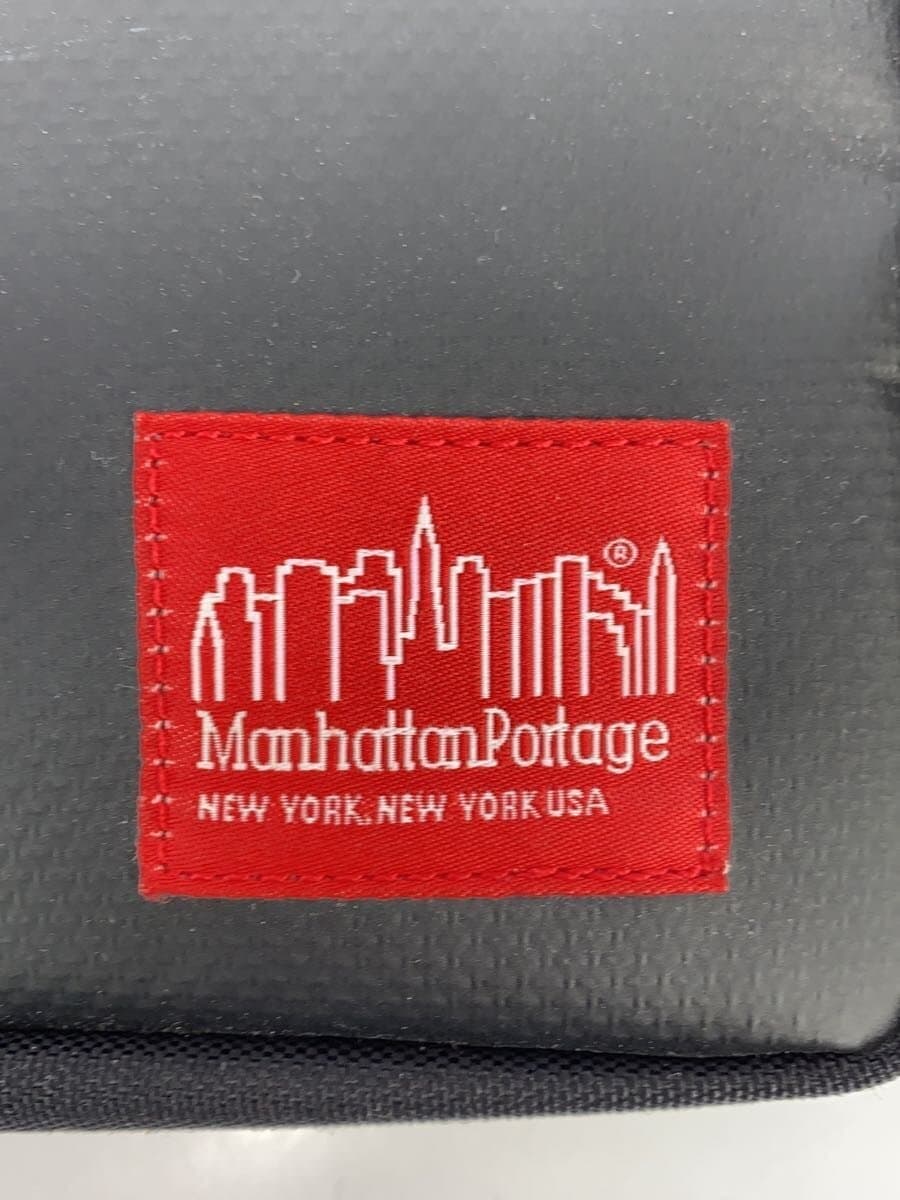 ®
ManhattanPortage
NEW YORK, NEW YORK USA